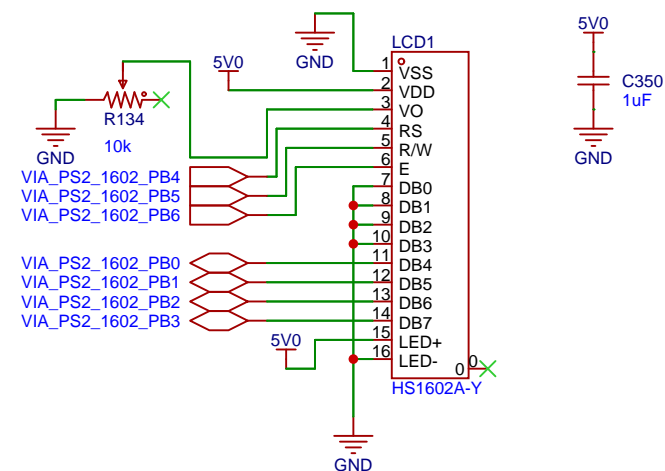 LCD1
5V0
GND
5V0
C350
1uF
GND
R134
10k
GND
1 VSS
2 VDD
3 VO
4 RS
5 R/W
6 E
7 DB0
8 DB1
9 DB2
10 DB3
11 DB4
12 DB5
13 DB6
14 DB7
15 LED+
16 LED-
0 0
HS1602A-Y
VIA_PS2_1602_PB4
VIA_PS2_1602_PB5
VIA_PS2_1602_PB6
VIA_PS2_1602_PB0
VIA_PS2_1602_PB1
VIA_PS2_1602_PB2
VIA_PS2_1602_PB3
5V0
GND